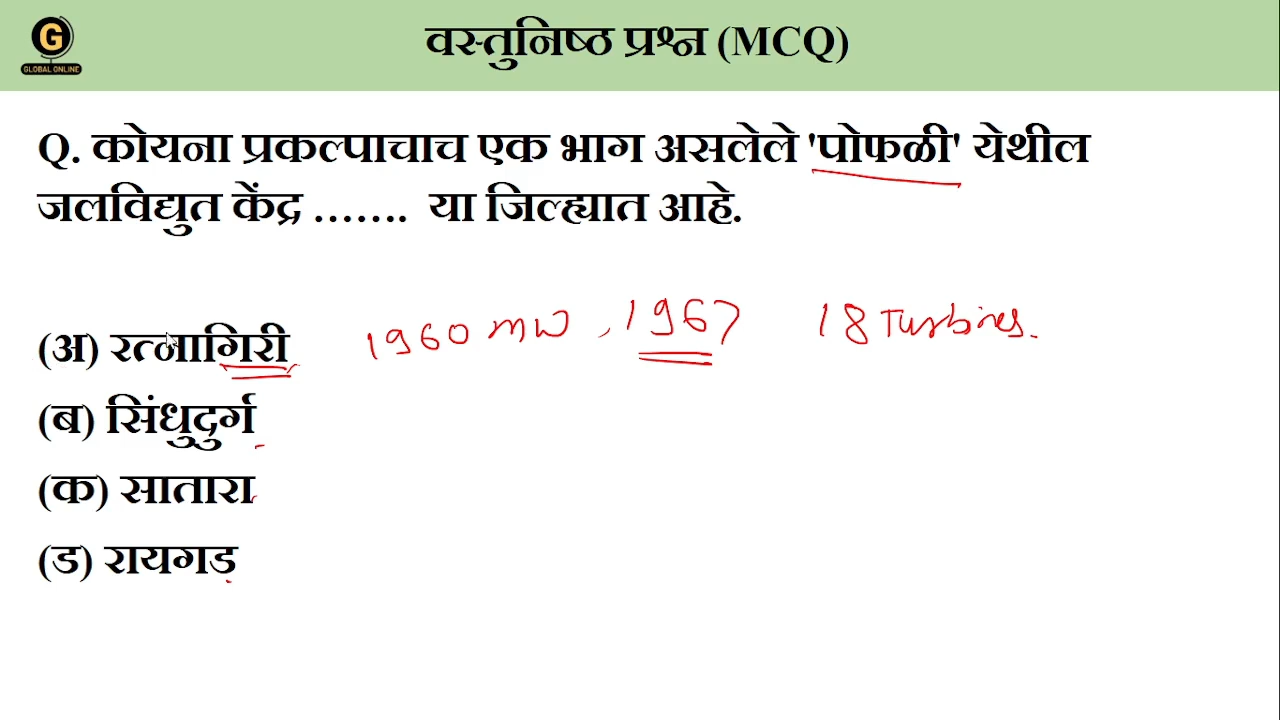 G
GLOBAL ONLINE
वस्तुनिष्ठ प्रश्न (MCQ)
Q. कोयना प्रकल्पाचाच एक भाग असलेले 'पोफळी' येथील
जलविद्युत केंद्र ....... या जिल्ह्यात आहे.
(अ) रत्नागिरी 1960 mw , 1967 18 Turbines.
(ब) सिंधुदुर्ग
(क) सातारा
(ड) रायगड